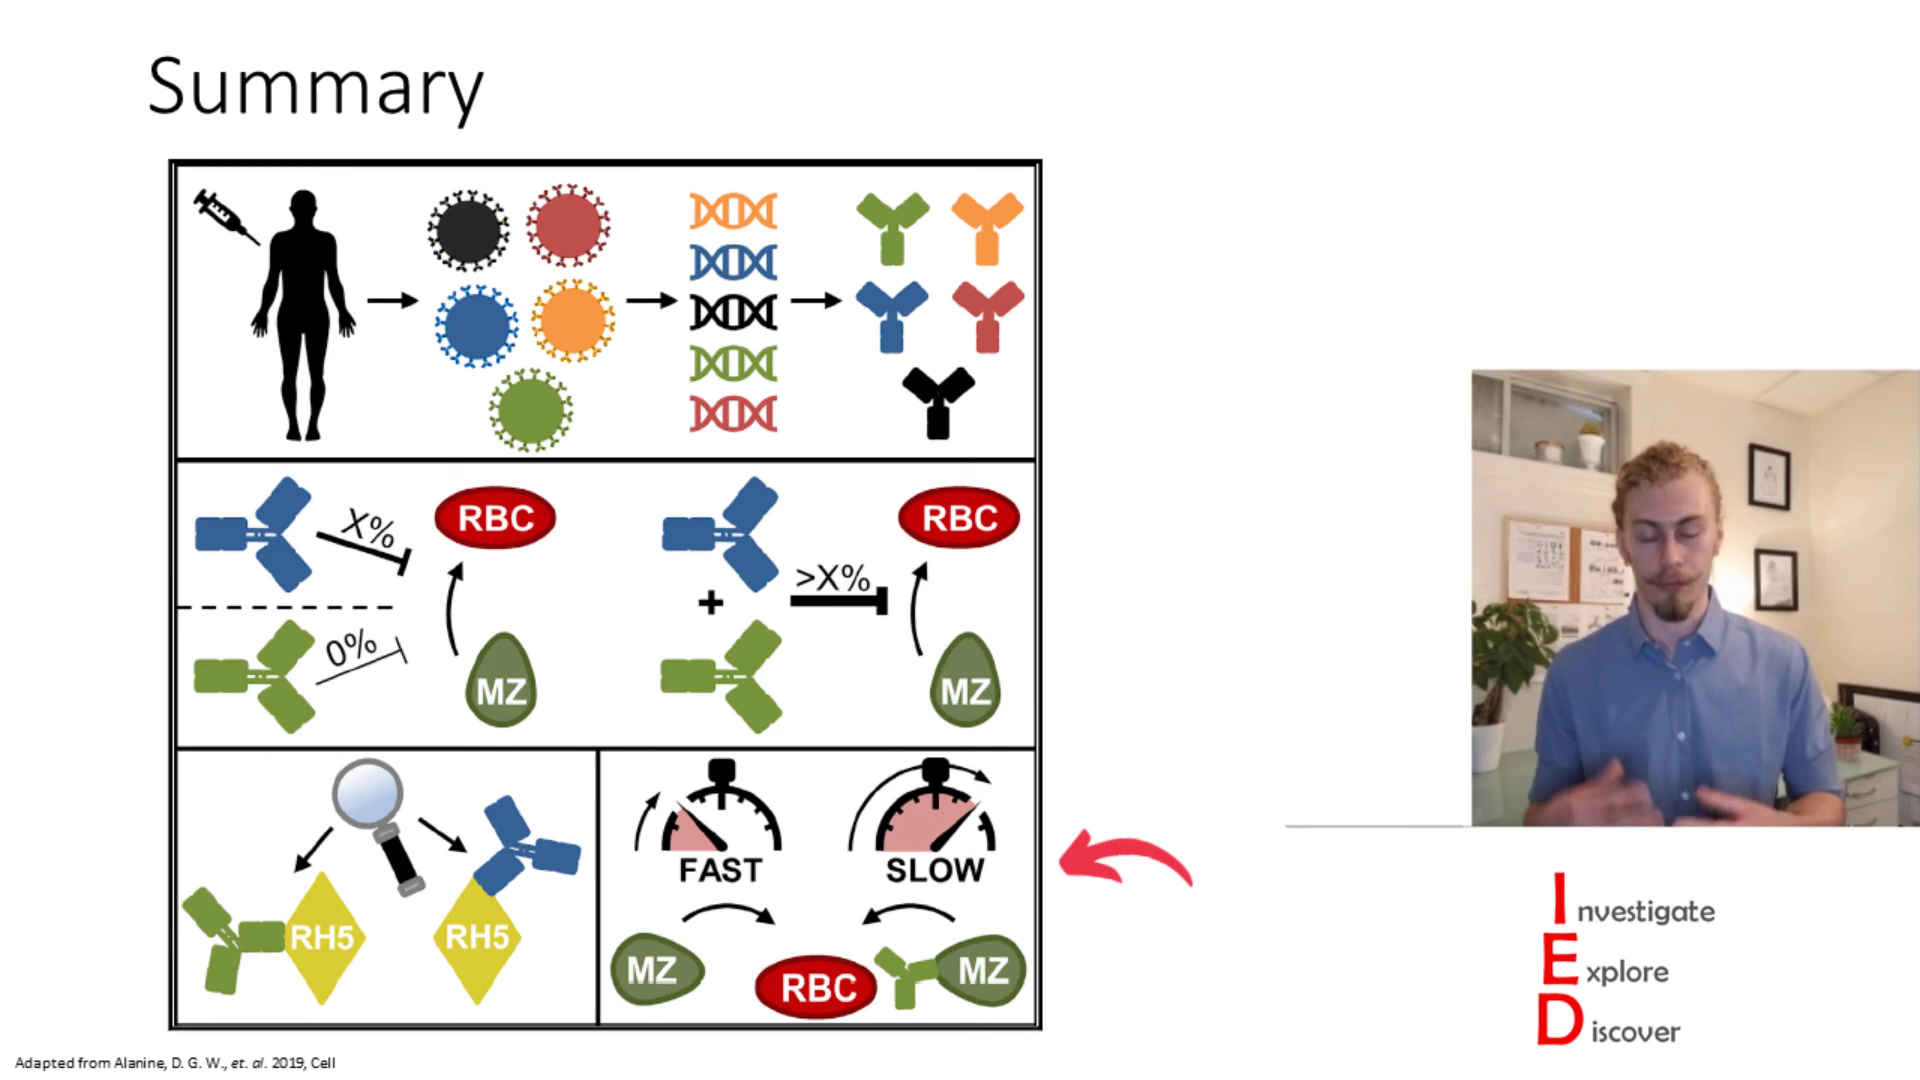 Summary
X%
RBC
0%
MZ
+
>X%
RBC
MZ
RH5
RH5
FAST
SLOW
MZ
RBC
MZ
Investigate
Explore
Discover
Adapted from Alanine, D. G. W., et. al. 2019, Cell